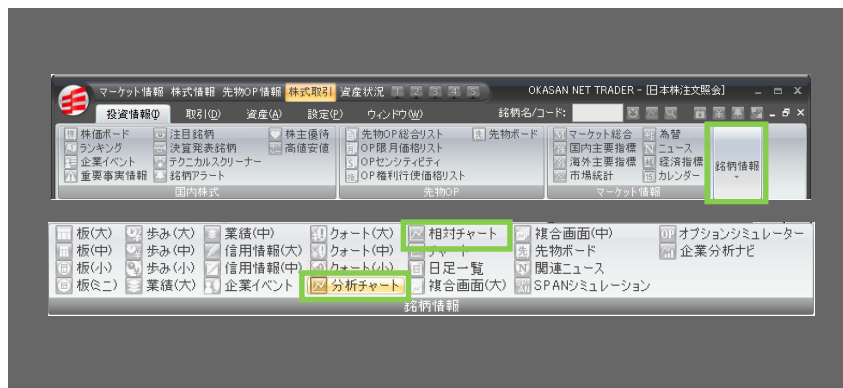 マーケット情報 株式情報 先物OP情報 株式取引 資産状況 1 2 3 4 5 OKASAN NET TRADER - [日本株注文照会]
投資情報(I) 取引(O) 資産(A) 設定(P) ウィンドウ(W) 銘柄名/コード:
株価ボード 注目銘柄 株主優待 先物OP総合リスト 先物ボード マーケット総合 為替
ランキング 決算発表銘柄 高値安値 OP限月価格リスト 国内主要指標 ニュース
企業イベント テクニカルスクリーナー OPセンシティビティ 海外主要指標 経済指標 銘柄情報
重要事実情報 銘柄アラート OP権利行使価格リスト 市場統計 カレンダー
国内株式 先物OP マーケット情報
板(大) 歩み(大) 業績(中) クォート(大) 相対チャート 複合画面(中) オプションシミュレーター
板(中) 歩み(中) 信用情報(大) クォート(中) チャート 先物ボード 企業分析ナビ
板(小) 歩み(小) 信用情報(中) クォート(小) 日足一覧 関連ニュース
板(ミニ) 業績(大) 企業イベント 分析チャート 複合画面(大) SPANシミュレーション
銘柄情報